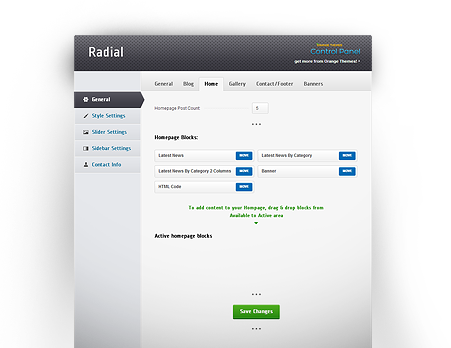 Radial
Orange Themes
Control Panel
get more from Orange Themes!
General Blog Home Gallery Contact/Footer Banners
General
Style Settings
Slider Settings
Sidebar Settings
Contact Info
Homepage Post Count 5
Homepage Blocks:
Latest News MOVE Latest News By Category MOVE
Latest News By Category 2 Columns MOVE Banner MOVE
HTML Code MOVE
To add content to your Hompage, drag & drop blocks from
Available to Active area
Active homepage blocks
Save Changes